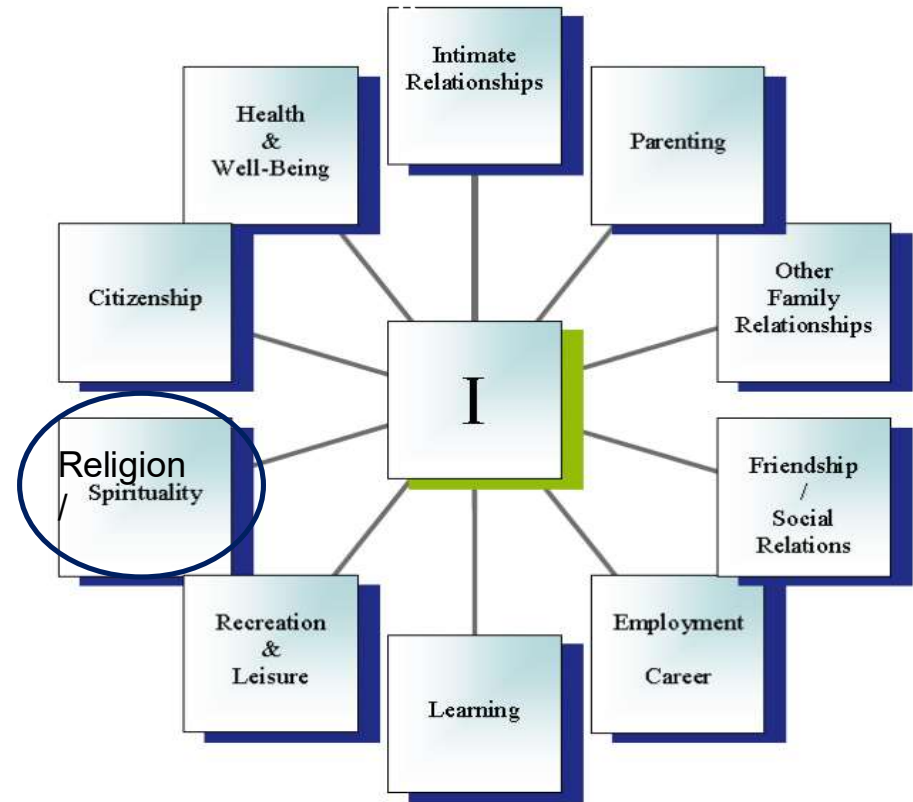 Intimate
Relationships
Health
&
Well-Being
Parenting
Citizenship
Other
Family
Relationships
I
Religion
/
Spirituality
Friendship
/
Social
Relations
Recreation
&
Leisure
Employment
Career
Learning